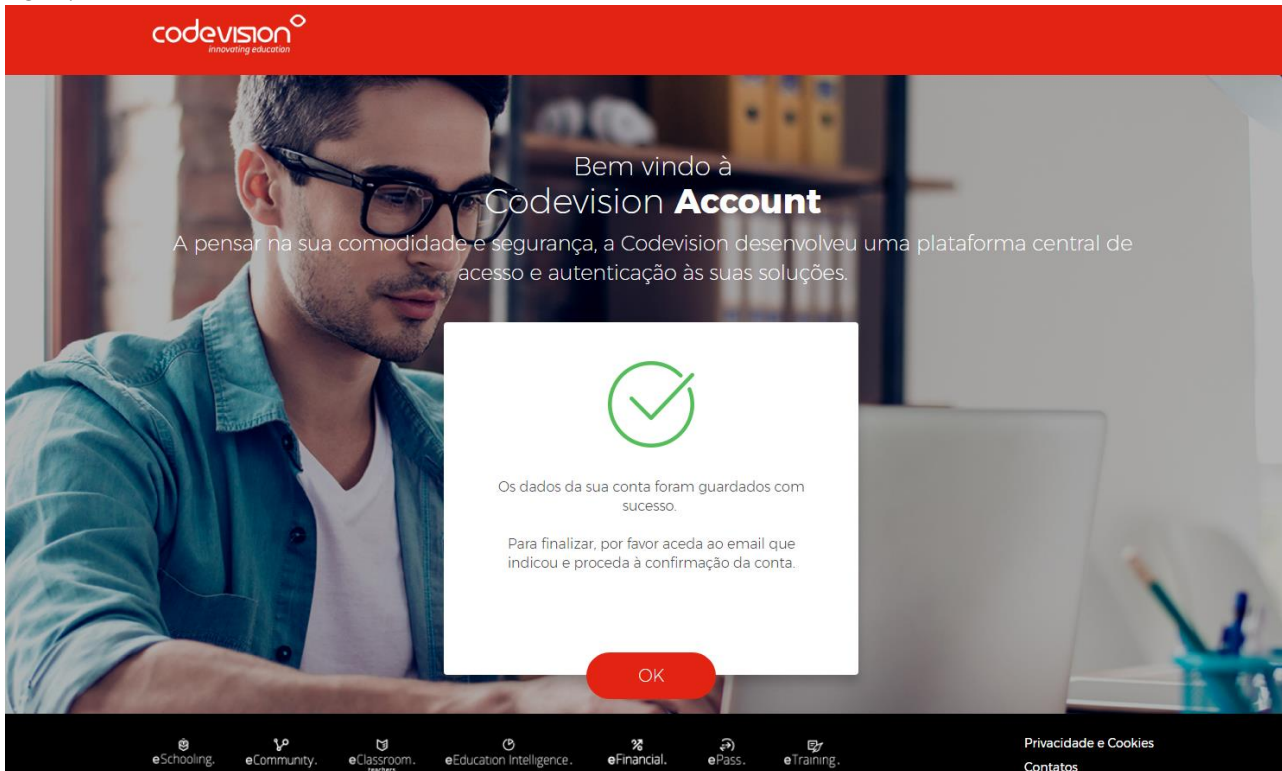 codevision
innovating education
Bem vindo à
Codevision Account
A pensar na sua comodidade e segurança, a Codevision desenvolveu uma plataforma central de
acesso e autenticação às suas soluções.
Os dados da sua conta foram guardados com
sucesso.
Para finalizar, por favor aceda ao email que
indicou e proceda à confirmação da conta.
OK
eSchooling. eCommunity. eClassroom. eEducation Intelligence. eFinancial. ePass. eTraining.
teachers
Privacidade e Cookies
Contatos